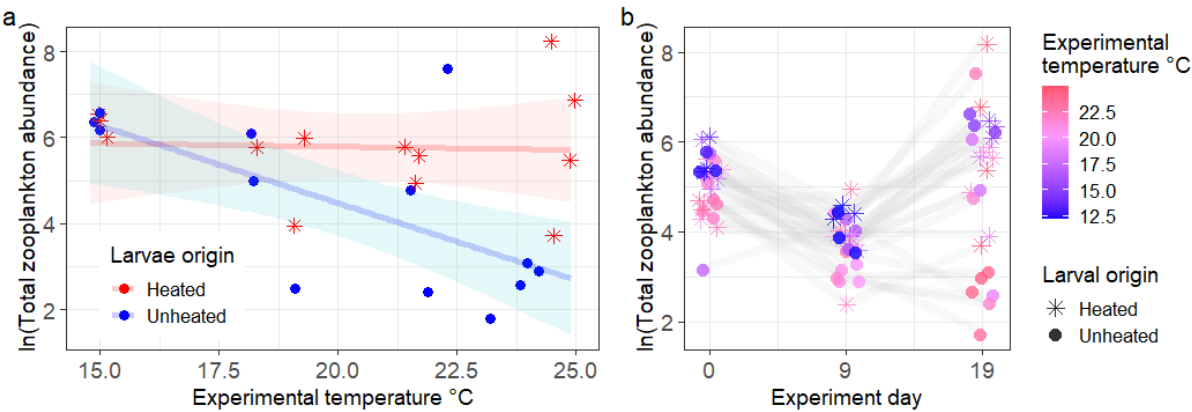 a
ln(Total zooplankton abundance)
8
6
4
2
Larvae origin
Heated
Unheated
15.0 17.5 20.0 22.5 25.0
Experimental temperature °C
b
ln(Total zooplankton abundance)
8
6
4
2
0 9 19
Experiment day
Experimental
temperature °C
22.5
20.0
17.5
15.0
12.5
Larval origin
Heated
Unheated